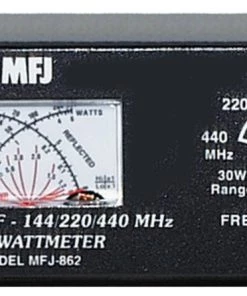 MFJ
WATTS
REFLECTED
220
440
MHz
30W
Range
F - 144/220/440 MHz
WATTMETER
FRE
DEL MFJ-862